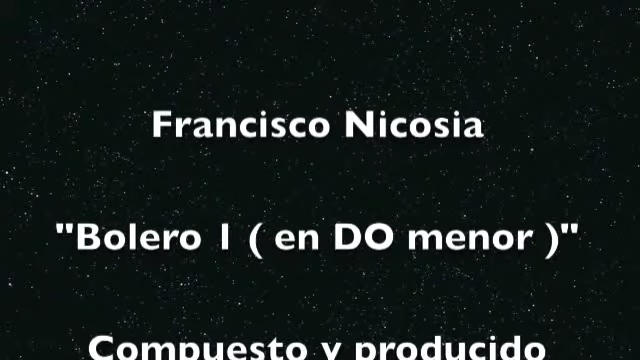 Francisco Nicosia
"Bolero 1 ( en DO menor )"
Compuesto y producido